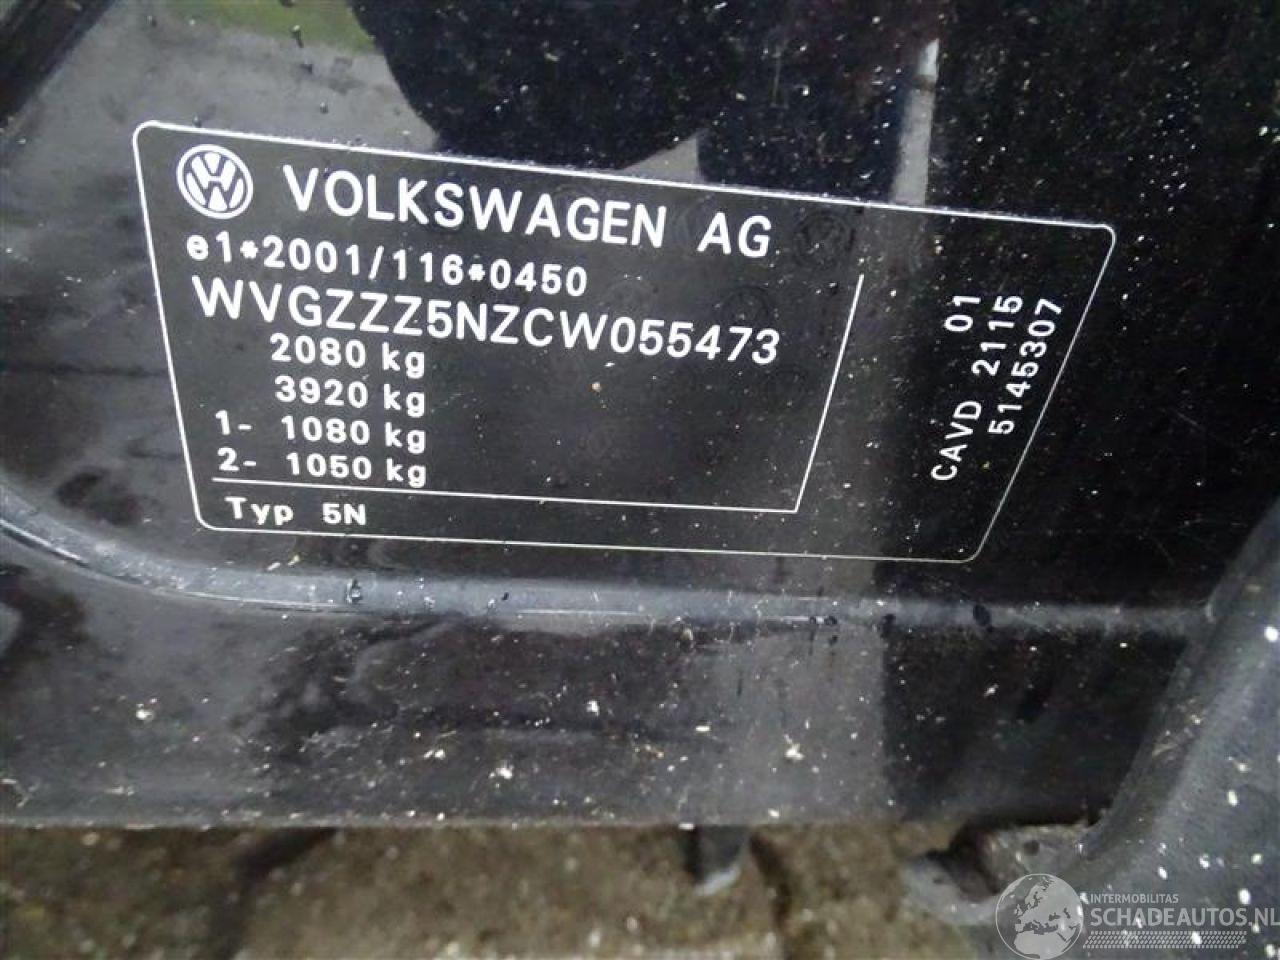 VOLKSWAGEN AG
e1*2001/116*0450
WVGZZZ5NZCW055473
2080 kg
3920 kg
1- 1080 kg
2- 1050 kg
Typ 5N
CAVD 2115 01
5145307
INTERMOBILITAS
SCHADEAUTOS.NL